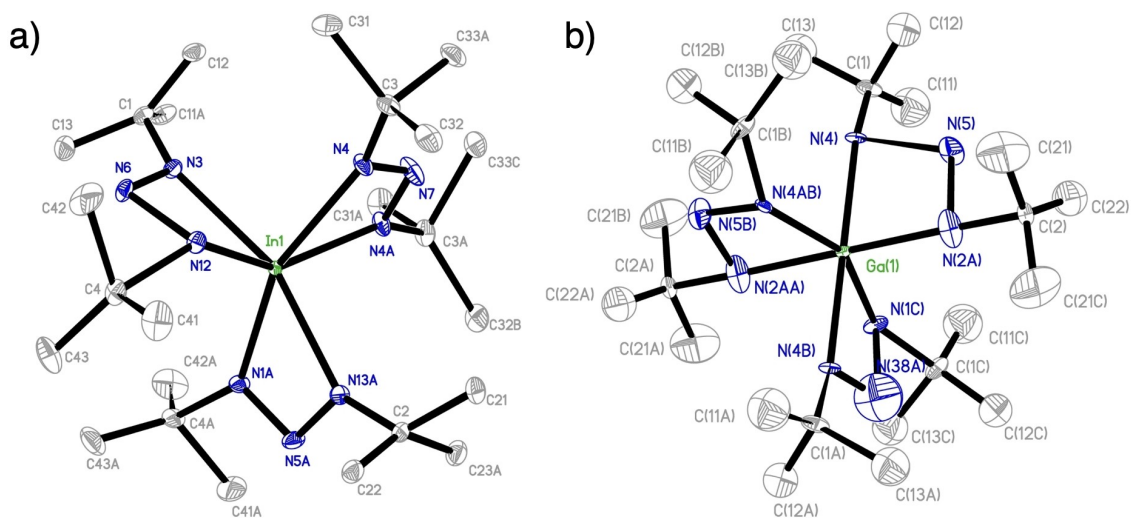 a)
C31
C33A
C12
C1
C11A
C3
C13
C32
N6
N3
N4
N7
C33C
C42
C31A
N4A
C3A
In1
N12
C4
C41
C32B
C43
C42A
N1A
N13A
C21
C4A
C2
C43A
N5A
C23A
C22
C41A
b)
C(12)
C(13)
C(12B)
C(13B)
C(1)
C(11)
C(1B)
N(4)
N(5)
C(11B)
C(21)
N(4AB)
C(21B)
N(5B)
C(22)
C(2)
C(2A)
N(2A)
Ga(1)
C(22A)
N(2AA)
C(21C)
N(1C)
C(21A)
C(11C)
N(4B)
N(38A)
C(1C)
C(11A)
C(13C)
C(12C)
C(1A)
C(13A)
C(12A)